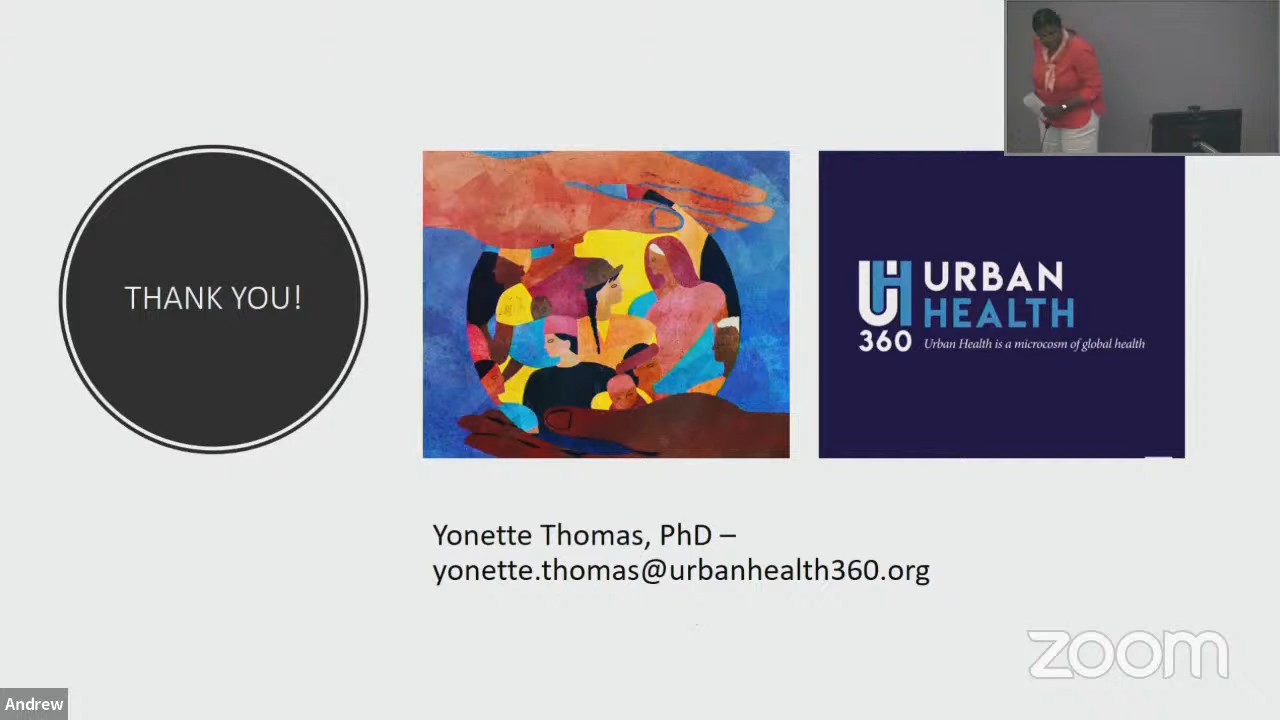 THANK YOU!
UH URBAN
HEALTH
360 Urban Health is a microcosm of global health
Yonette Thomas, PhD –
yonette.thomas@urbanhealth360.org
zoom
Andrew